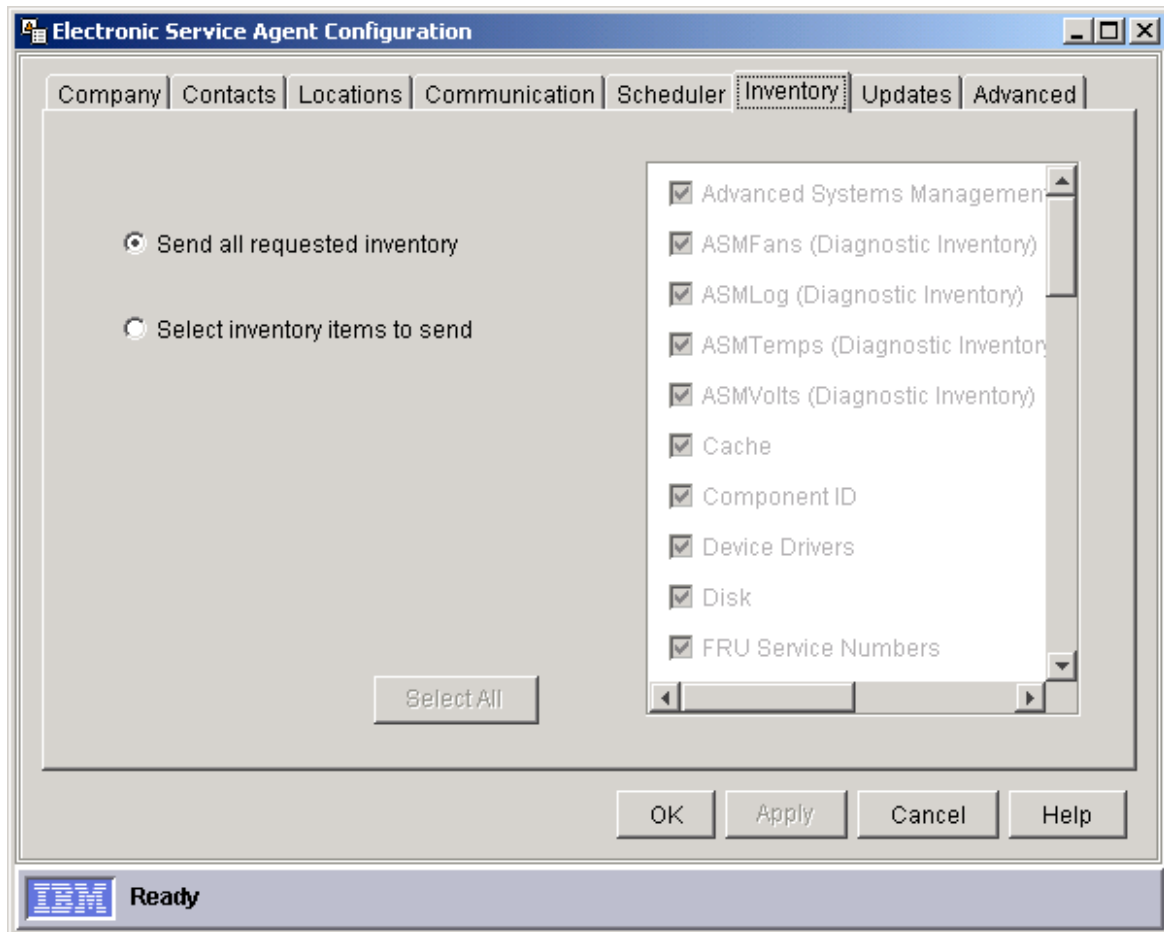 Electronic Service Agent Configuration
Company Contacts Locations Communication Scheduler Inventory Updates Advanced
Send all requested inventory
Select inventory items to send
Advanced Systems Managemen
ASMFans (Diagnostic Inventory)
ASMLog (Diagnostic Inventory)
ASMTemps (Diagnostic Inventor
ASMVolts (Diagnostic Inventory)
Cache
Component ID
Device Drivers
Disk
FRU Service Numbers
Select All
OK Apply Cancel Help
IBM Ready